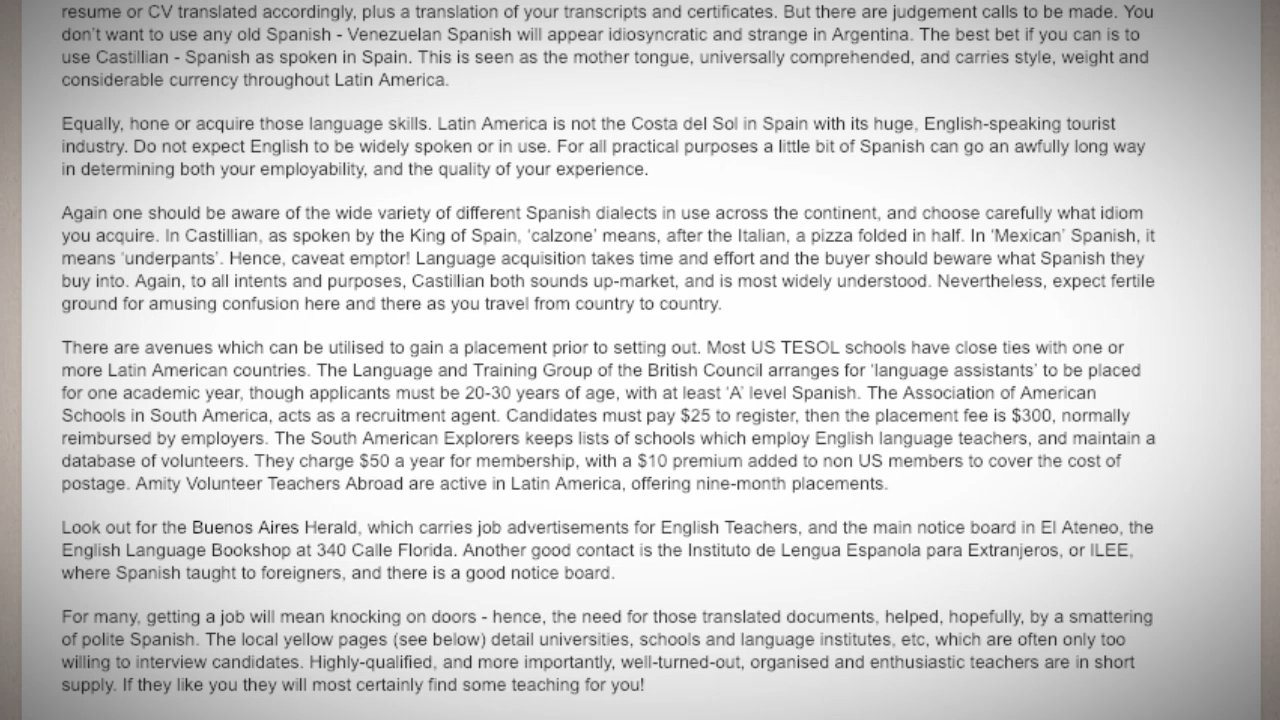 resume or CV translated accordingly, plus a translation of your transcripts and certificates. But there are judgement calls to be made. You
don't want to use any old Spanish - Venezuelan Spanish will appear idiosyncratic and strange in Argentina. The best bet if you can is to
use Castillian - Spanish as spoken in Spain. This is seen as the mother tongue, universally comprehended, and carries style, weight and
considerable currency throughout Latin America.
Equally, hone or acquire those language skills. Latin America is not the Costa del Sol in Spain with its huge, English-speaking tourist
industry. Do not expect English to be widely spoken or in use. For all practical purposes a little bit of Spanish can go an awfully long way
in determining both your employability, and the quality of your experience.
Again one should be aware of the wide variety of different Spanish dialects in use across the continent, and choose carefully what idiom
you acquire. In Castillian, as spoken by the King of Spain, 'calzone' means, after the Italian, a pizza folded in half. In 'Mexican' Spanish, it
means 'underpants'. Hence, caveat emptor! Language acquisition takes time and effort and the buyer should beware what Spanish they
buy into. Again, to all intents and purposes, Castillian both sounds up-market, and is most widely understood. Nevertheless, expect fertile
ground for amusing confusion here and there as you travel from country to country.
There are avenues which can be utilised to gain a placement prior to setting out. Most US TESOL schools have close ties with one or
more Latin American countries. The Language and Training Group of the British Council arranges for 'language assistants' to be placed
for one academic year, though applicants must be 20-30 years of age, with at least 'A' level Spanish. The Association of American
Schools in South America, acts as a recruitment agent. Candidates must pay $25 to register, then the placement fee is $300, normally
reimbursed by employers. The South American Explorers keeps lists of schools which employ English language teachers, and maintain a
database of volunteers. They charge $50 a year for membership, with a $10 premium added to non US members to cover the cost of
postage. Amity Volunteer Teachers Abroad are active in Latin America, offering nine-month placements.
Look out for the Buenos Aires Herald, which carries job advertisements for English Teachers, and the main notice board in El Ateneo, the
English Language Bookshop at 340 Calle Florida. Another good contact is the Instituto de Lengua Espanola para Extranjeros, or ILEE,
where Spanish taught to foreigners, and there is a good notice board.
For many, getting a job will mean knocking on doors - hence, the need for those translated documents, helped, hopefully, by a smattering
of polite Spanish. The local yellow pages (see below) detail universities, schools and language institutes, etc, which are often only too
willing to interview candidates. Highly-qualified, and more importantly, well-turned-out, organised and enthusiastic teachers are in short
supply. If they like you they will most certainly find some teaching for you!